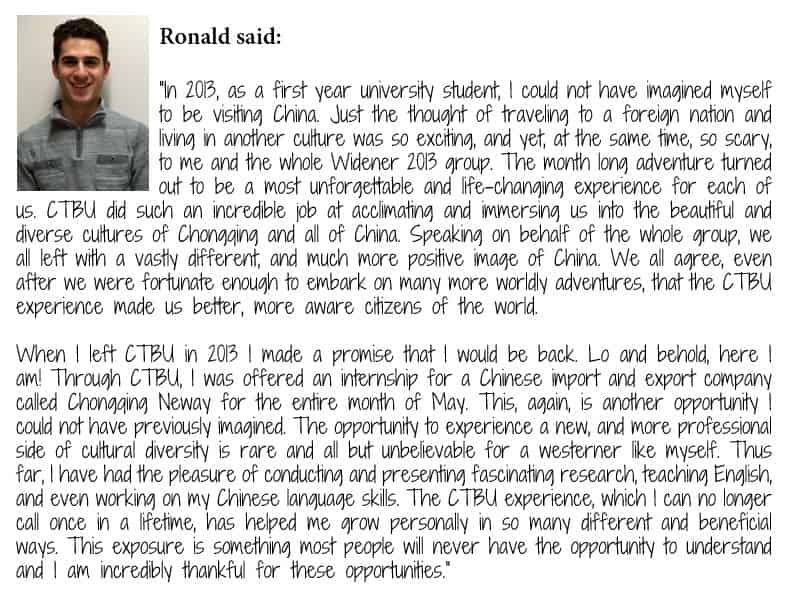 Ronald said:
"In 2013, as a first year university student, I could not have imagined myself
to be visiting China. Just the thought of traveling to a foreign nation and
living in another culture was so exciting, and yet, at the same time, so scary,
to me and the whole Widener 2013 group. The month long adventure turned
out to be a most unforgettable and life-changing experience for each of
us. CTBU did such an incredible job at acclimating and immersing us into the beautiful and
diverse cultures of Chongqing and all of China. Speaking on behalf of the whole group, we
all left with a vastly different, and much more positive image of China. We all agree, even
after we were fortunate enough to embark on many more worldly adventures, that the CTBU
experience made us better, more aware citizens of the world.
When I left CTBU in 2013 I made a promise that I would be back. Lo and behold, here I
am! Through CTBU, I was offered an internship for a Chinese import and export company
called Chongqing Neway for the entire month of May. This, again, is another opportunity I
could not have previously imagined. The opportunity to experience a new, and more professional
side of cultural diversity is rare and all but unbelievable for a westerner like myself. Thus
far, I have had the pleasure of conducting and presenting fascinating research, teaching English,
and even working on my Chinese language skills. The CTBU experience, which I can no longer
call once in a lifetime, has helped me grow personally in so many different and beneficial
ways. This exposure is something most people will never have the opportunity to understand
and I am incredibly thankful for these opportunities."